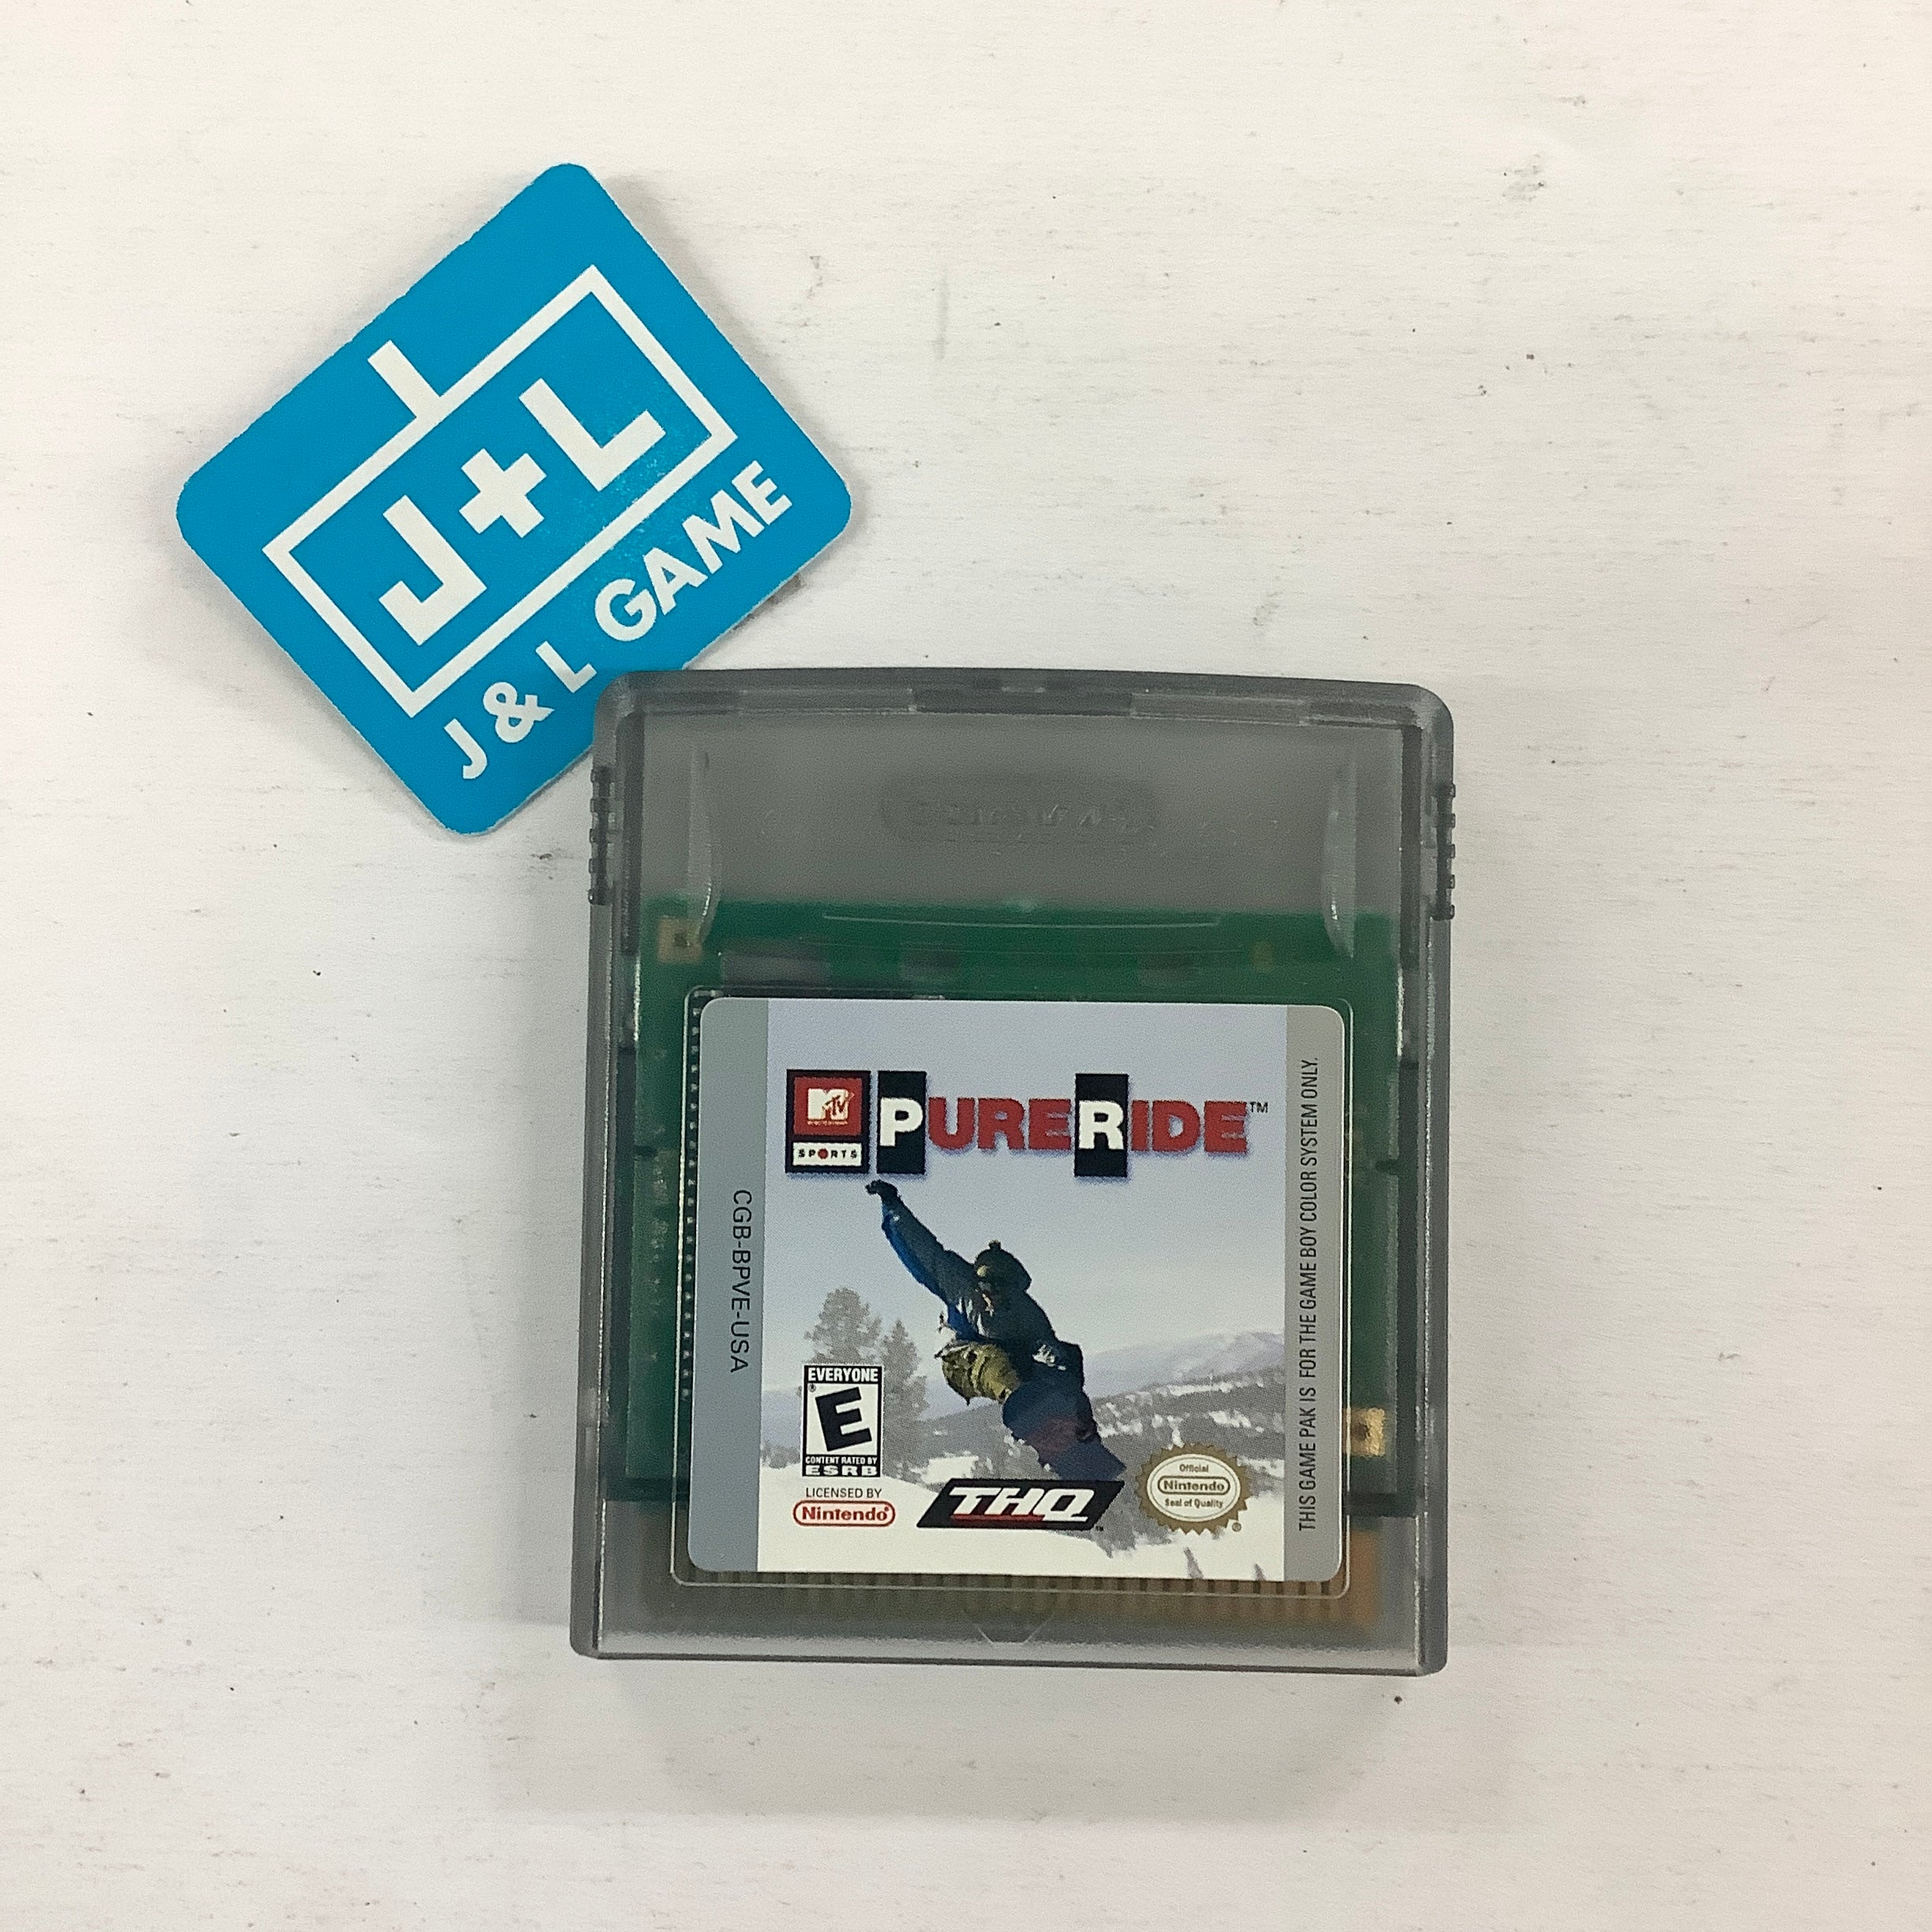 J+L
J & L GAME
MTV
SPORTS
PURERIDE™
CGB-BPVE-USA
THIS GAME PAK IS FOR THE GAME BOY COLOR SYSTEM ONLY.
EVERYONE
E
CONTENT RATED BY
ESRB
LICENSED BY
Nintendo®
THQ
Official
Nintendo
Seal of Quality